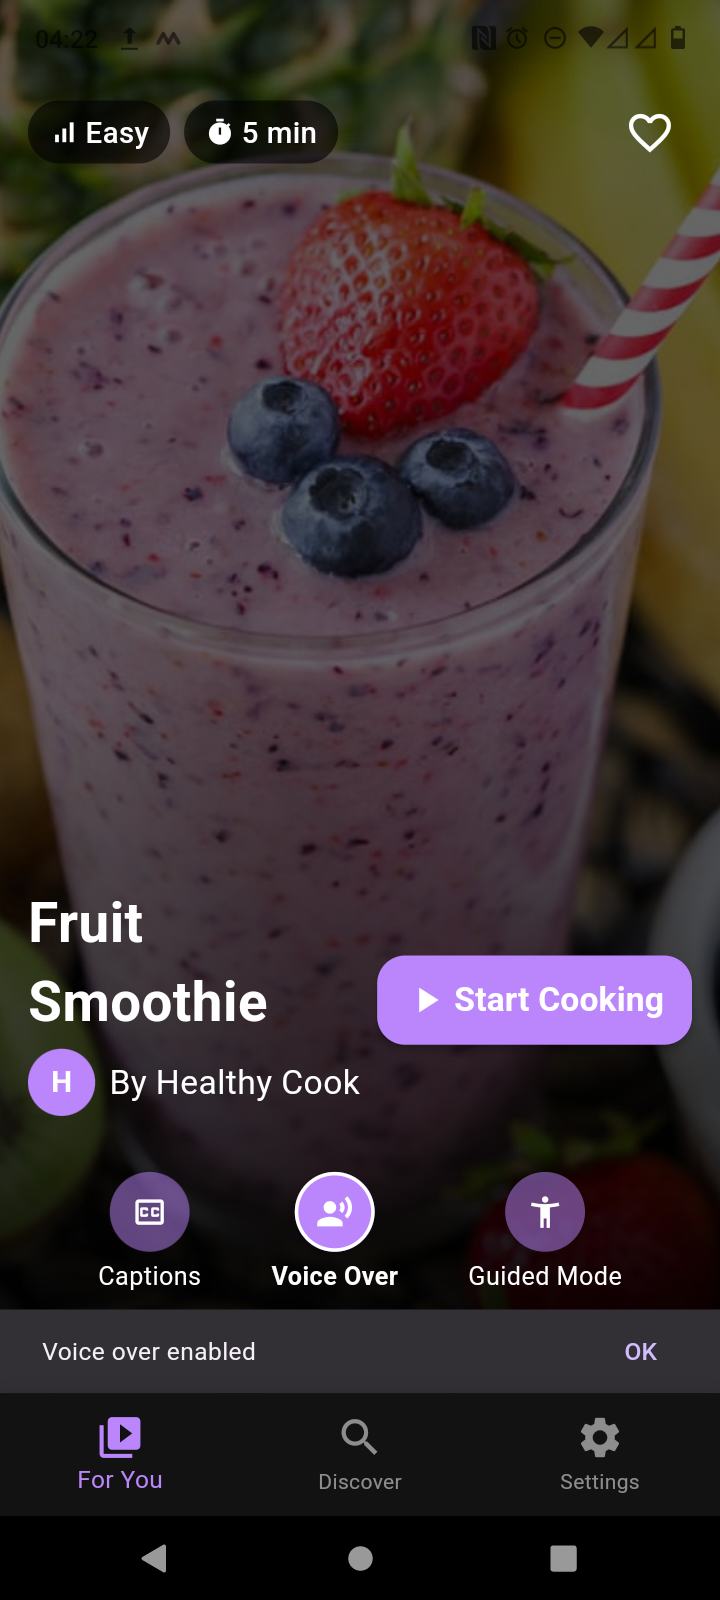 04:22
Easy
5 min
Fruit
Smoothie
Start Cooking
H
By Healthy Cook
CC
Captions
Voice Over
Guided Mode
Voice over enabled
OK
For You
Discover
Settings